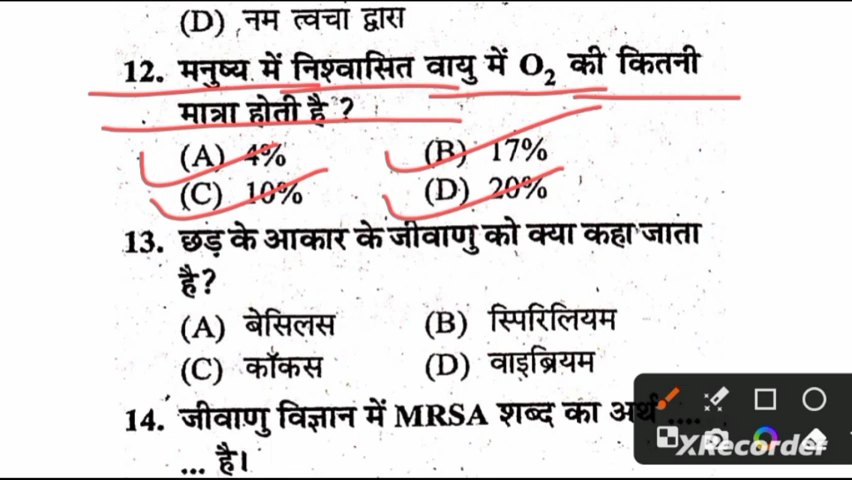 (D) नम त्वचा द्वारा
12. मनुष्य में निश्वासित वायु में O₂ की कितनी
मात्रा होती है ?
(A) 4% (B) 17%
(C) 10% (D) 20%
13. छड़ के आकार के जीवाणु को क्या कहा जाता
है?
(A) बेसिलस (B) स्पिरिलियम
(C) कॉकस (D) वाइब्रियम
14. जीवाणु विज्ञान में MRSA शब्द का अर्थ ....
... है।
XRecorder